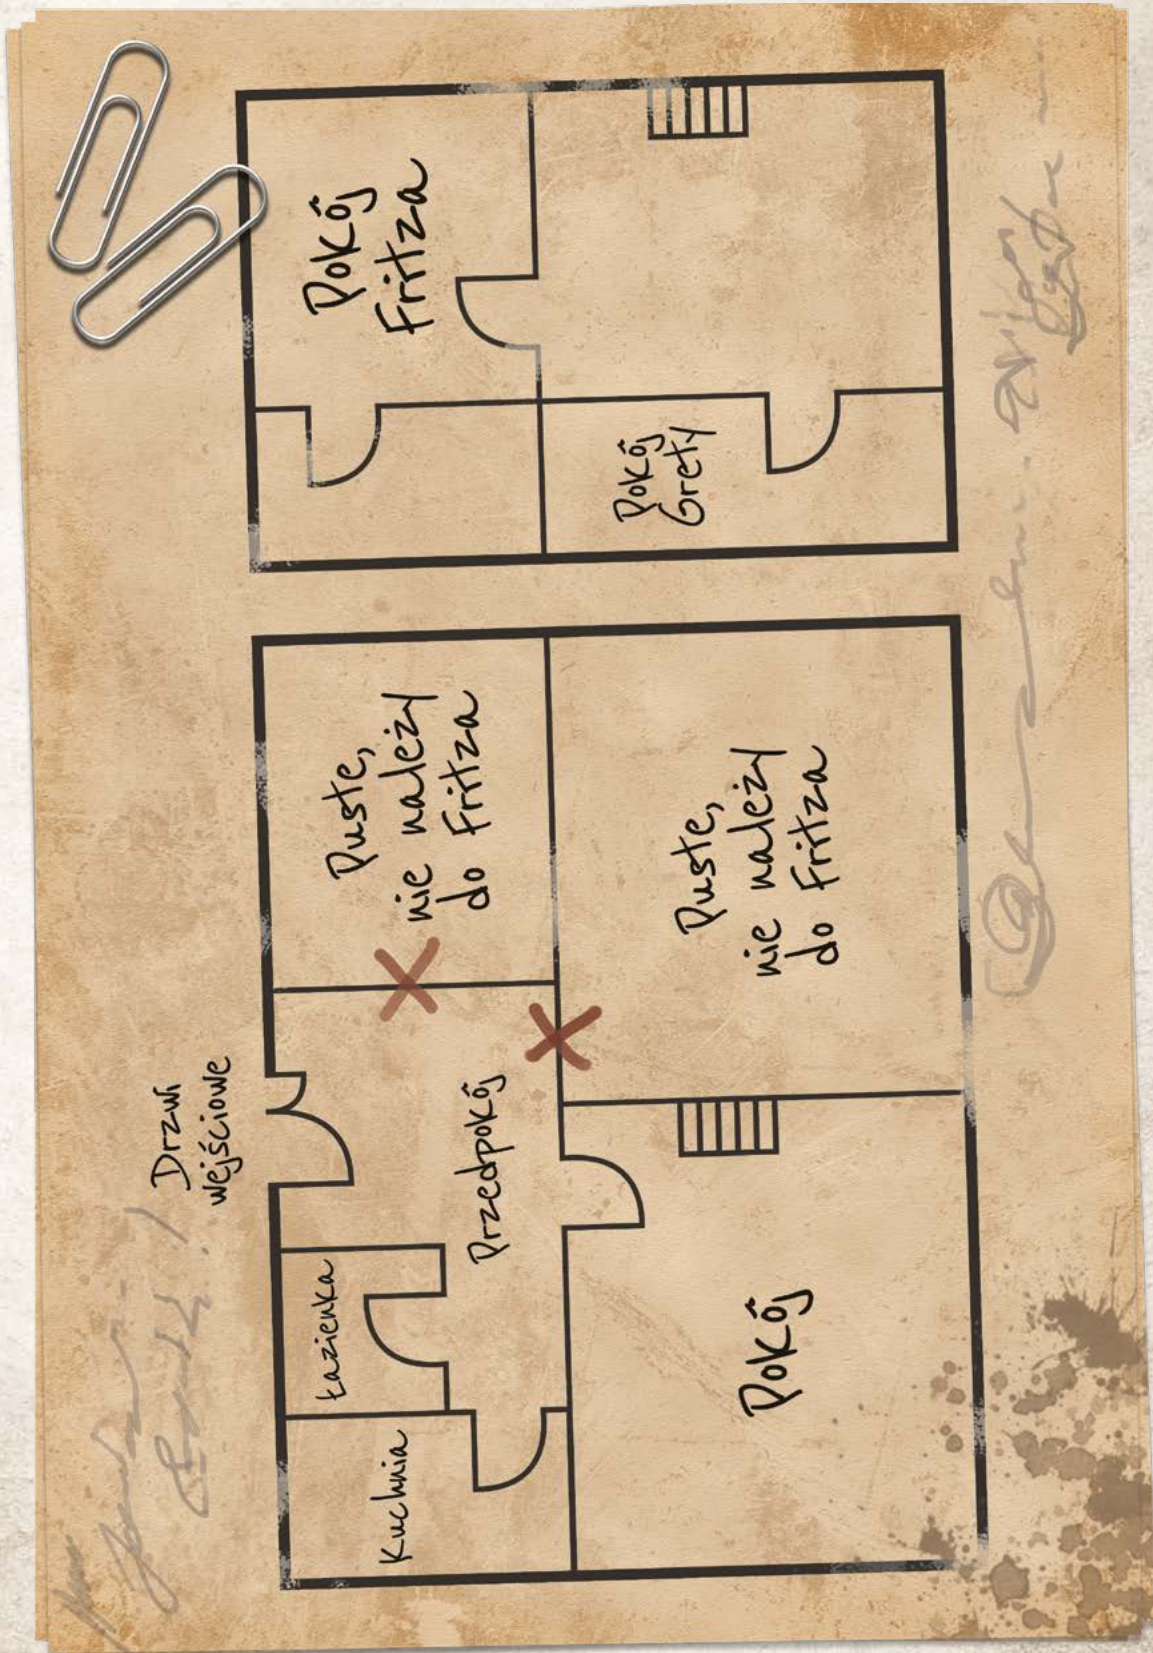 Pokój
Fritza
Pokój
Grety
Puste,
nie należy
do Fritza
Puste,
nie należy
do Fritza
Drzwi
wejściowe
Przedpokój
Łazienka
Kuchnia
Pokój